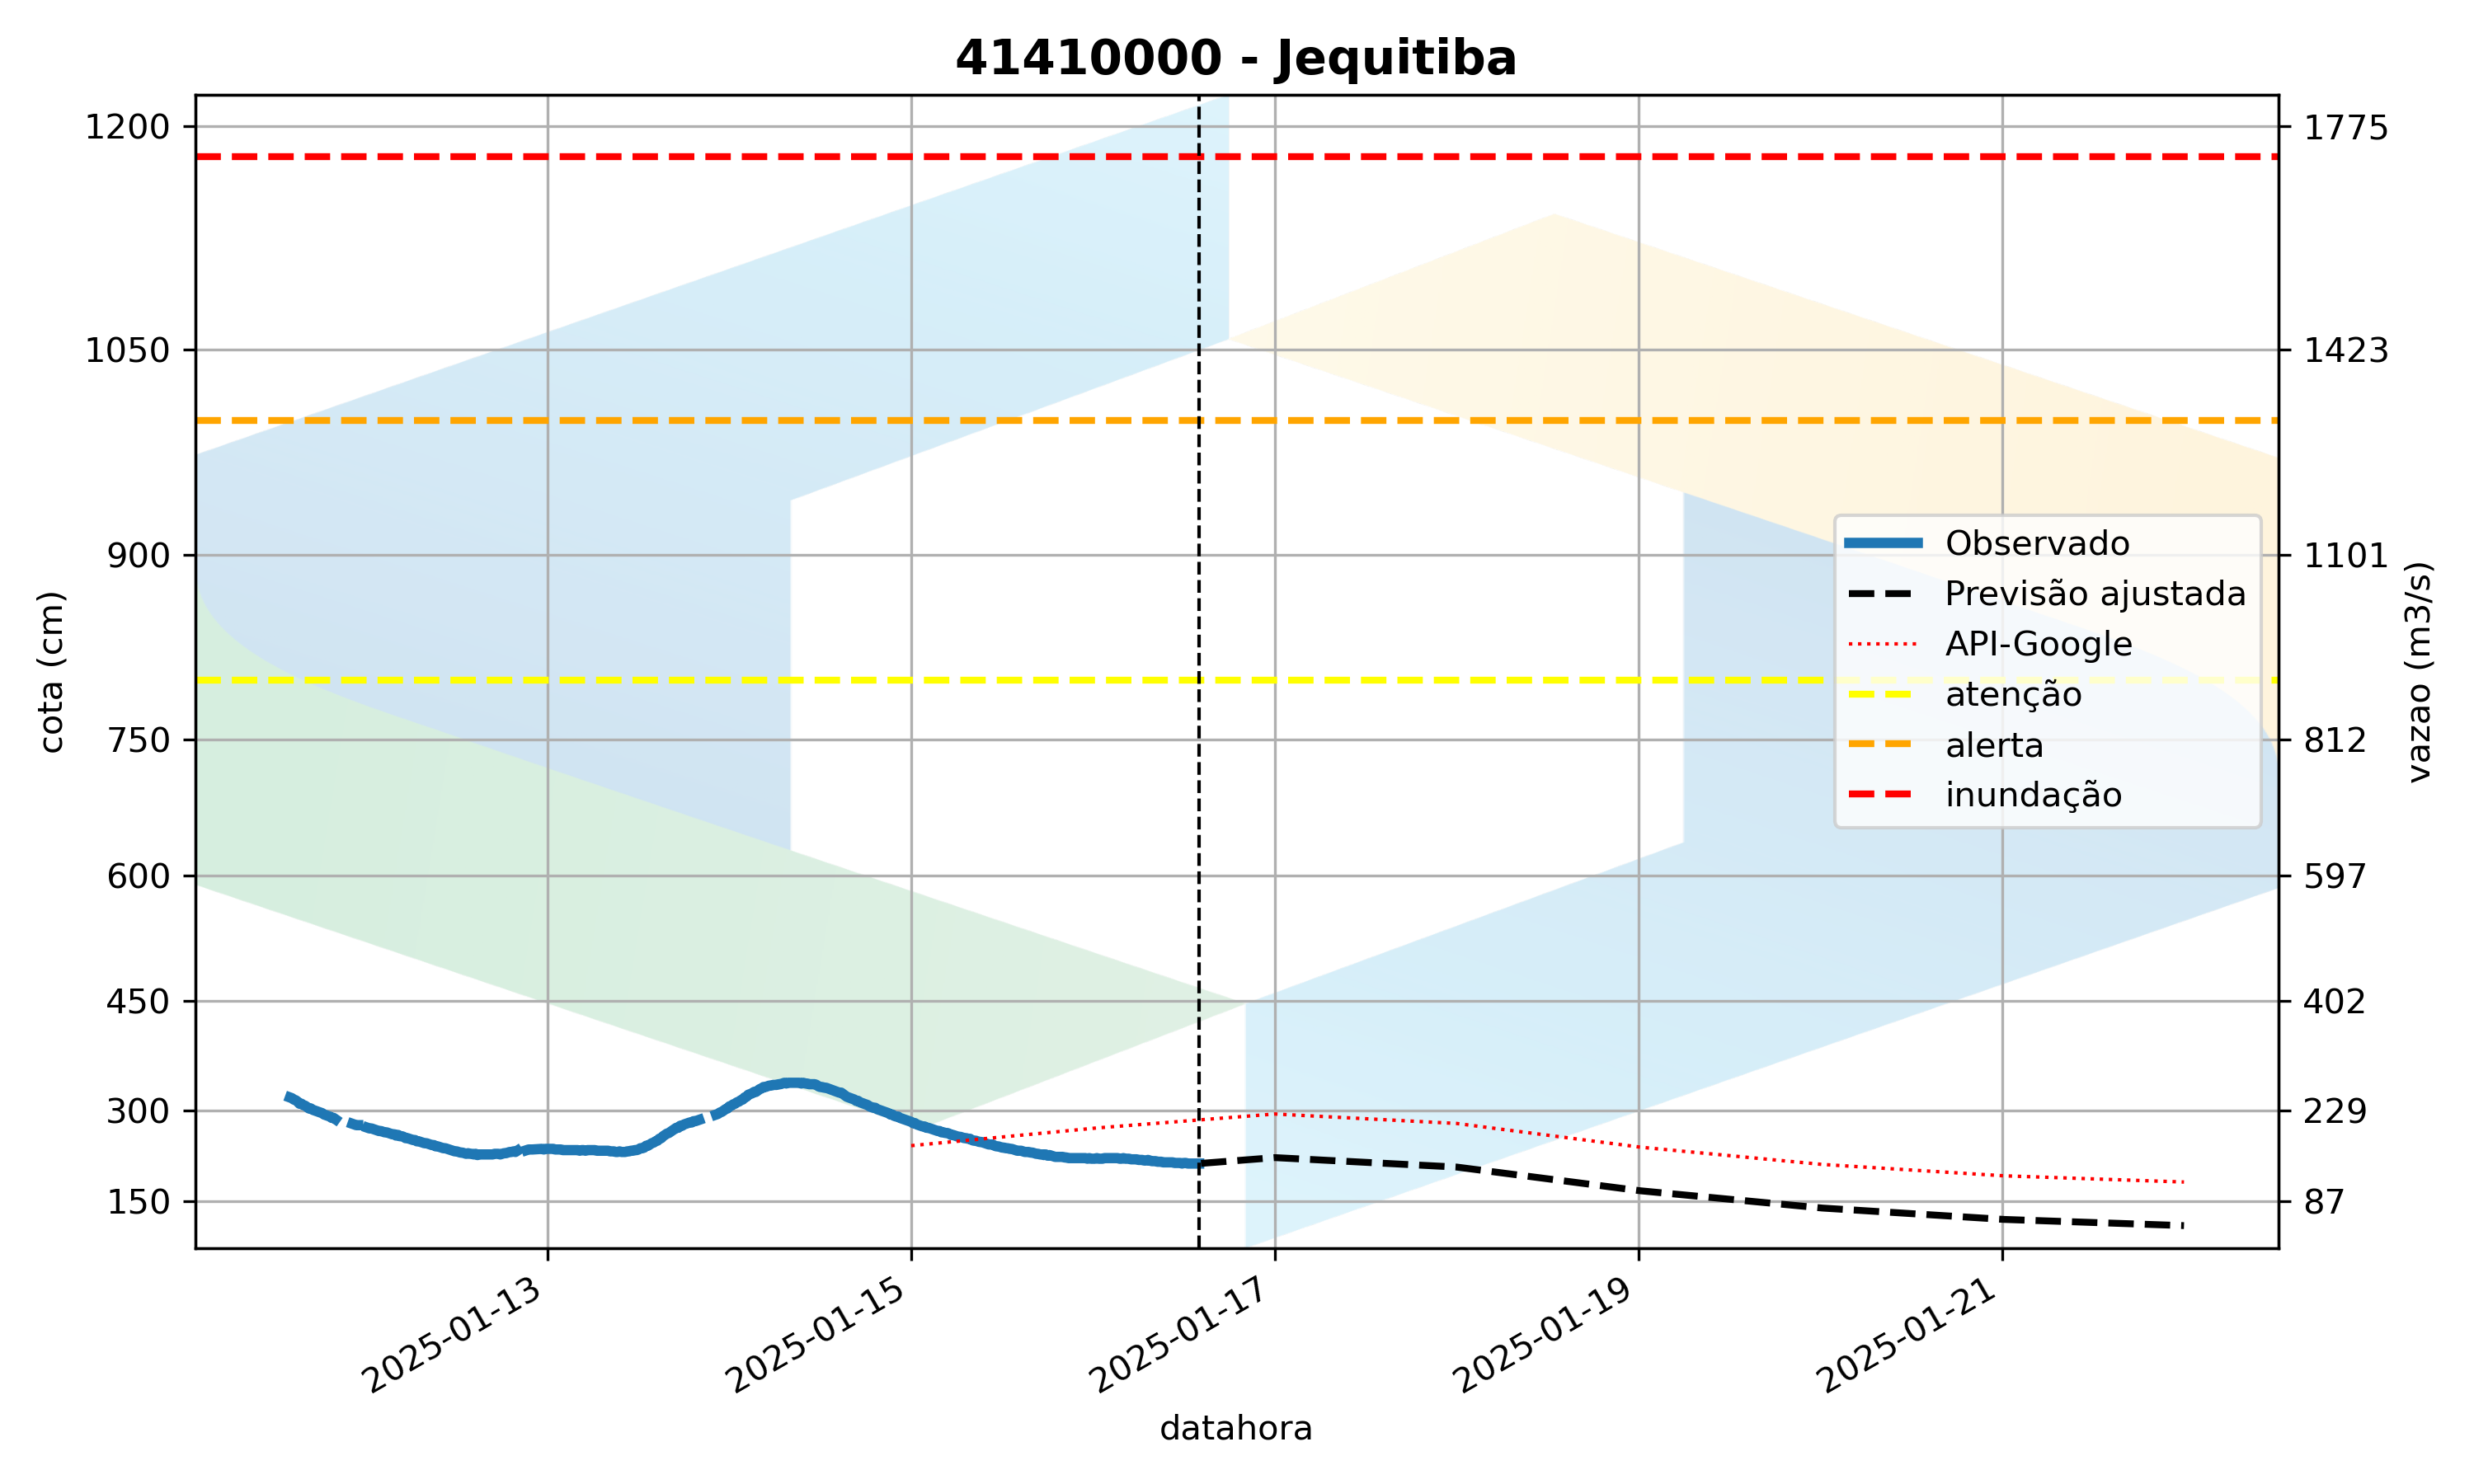 41410000 - Jequitiba
1200
1050
900
750
600
450
300
150
cota (cm)
1775
1423
1101
812
597
402
229
87
vazao (m3/s)
Observado
Previsão ajustada
API-Google
atenção
alerta
inundação
2025-01-13
2025-01-15
2025-01-17
2025-01-19
2025-01-21
datahora